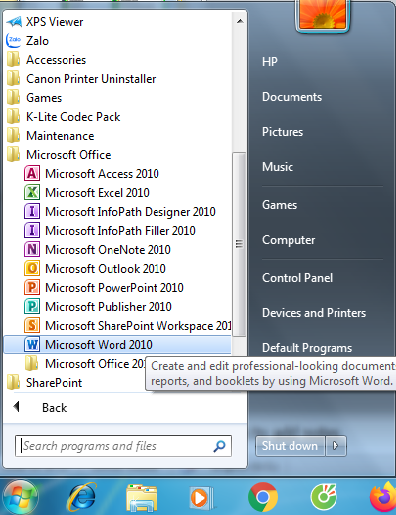 XPS Viewer
Zalo
Accessories
Canon Printer Uninstaller
Games
K-Lite Codec Pack
Maintenance
Microsoft Office
Microsoft Access 2010
Microsoft Excel 2010
Microsoft InfoPath Designer 2010
Microsoft InfoPath Filler 2010
Microsoft OneNote 2010
Microsoft Outlook 2010
Microsoft PowerPoint 2010
Microsoft Publisher 2010
Microsoft SharePoint Workspace 201
Microsoft Word 2010
Microsoft Office 20
SharePoint
Back
Search programs and files
HP
Documents
Pictures
Music
Games
Computer
Control Panel
Devices and Printers
Default Programs
Create and edit professional-looking document
reports, and booklets by using Microsoft Word.
Shut down